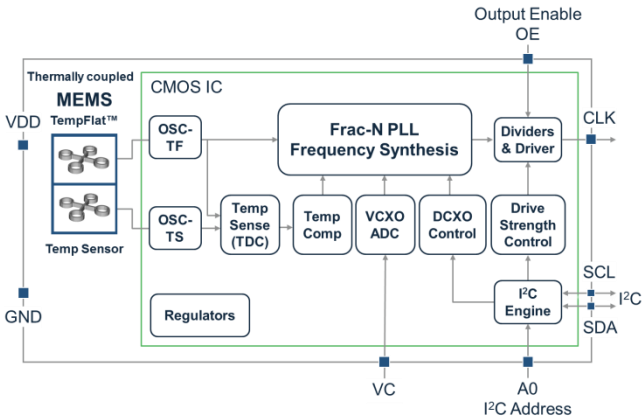 Output Enable
OE
Thermally coupled
MEMS
TempFlat™
CMOS IC
VDD
CLK
OSC-
TF
Frac-N PLL
Frequency Synthesis
Dividers
& Driver
OSC-
TS
Temp
Sense
(TDC)
Temp
Comp
VCXO
ADC
DCXO
Control
Drive
Strength
Control
Temp Sensor
SCL
I²C
SDA
I²C
Engine
GND
Regulators
VC
A0
I²C Address